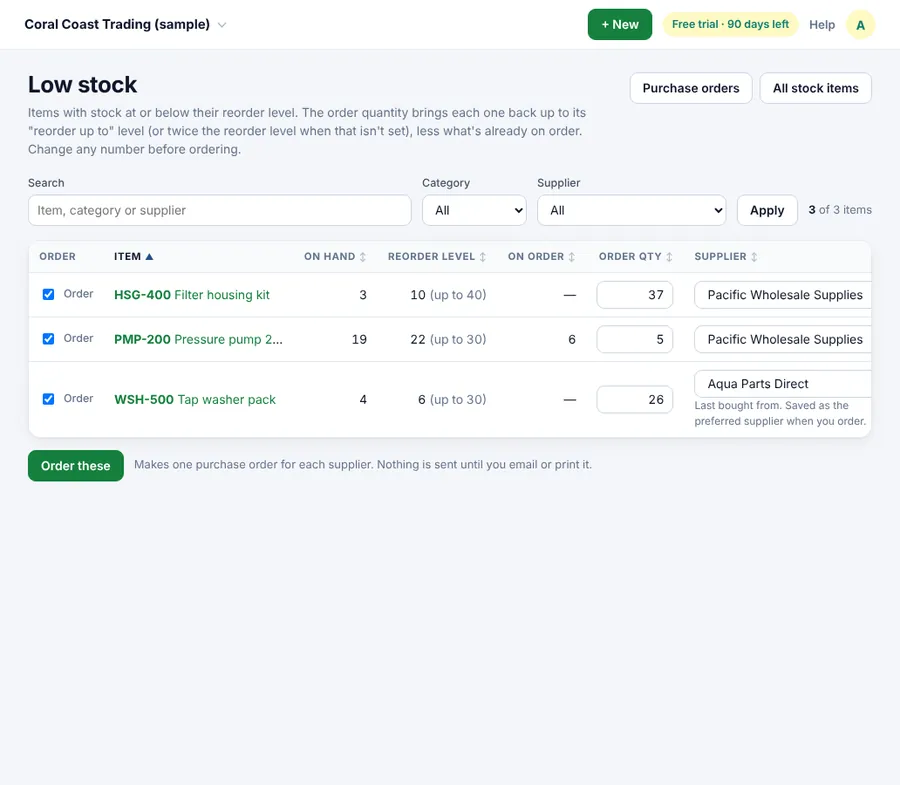 Coral Coast Trading (sample)
+ New
Free trial · 90 days left
Help
A
Low stock
Purchase orders
All stock items
Items with stock at or below their reorder level. The order quantity brings each one back up to its
"reorder up to" level (or twice the reorder level when that isn't set), less what's already on order.
Change any number before ordering.
Search
Category
Supplier
Item, category or supplier
All
All
Apply
3 of 3 items
ORDER ITEM ON HAND REORDER LEVEL ON ORDER ORDER QTY SUPPLIER
Order HSG-400 Filter housing kit 3 10 (up to 40) — 37 Pacific Wholesale Supplies
Order PMP-200 Pressure pump 2... 19 22 (up to 30) 6 5 Pacific Wholesale Supplies
Order WSH-500 Tap washer pack 4 6 (up to 30) — 26 Aqua Parts Direct
Last bought from. Saved as the
preferred supplier when you order.
Order these
Makes one purchase order for each supplier. Nothing is sent until you email or print it.